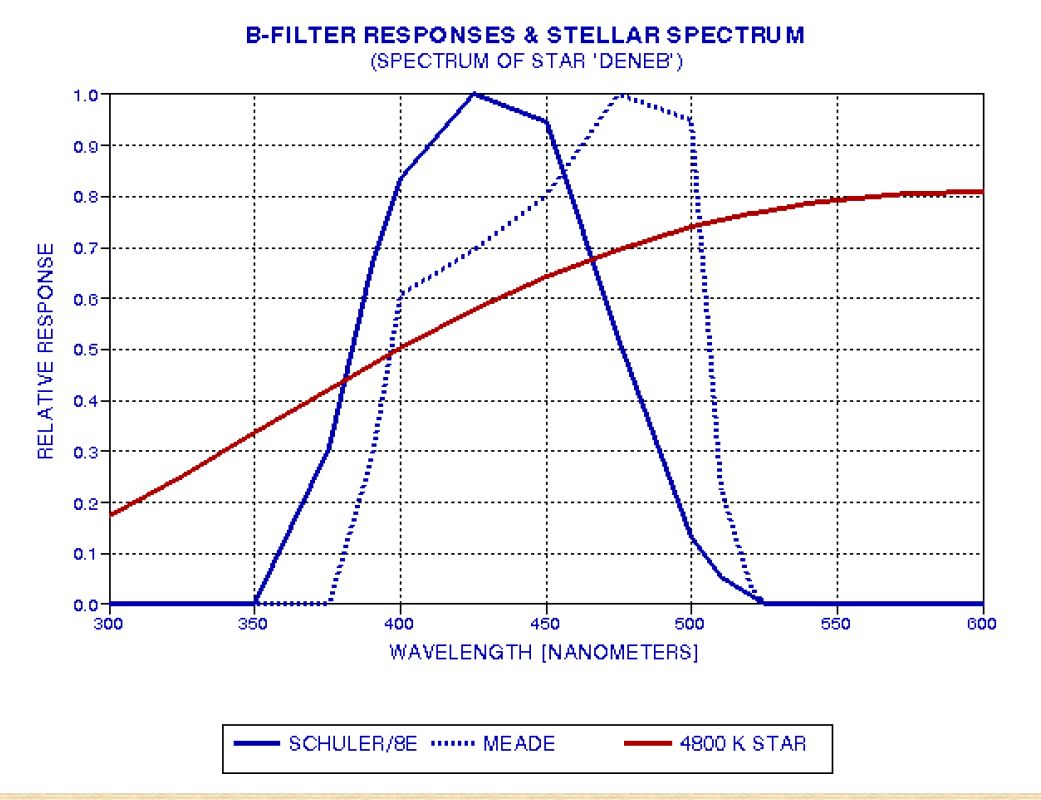 B-FILTER RESPONSES & STELLAR SPECTRUM
(SPECTRUM OF STAR 'DENEB')
1.0
0.9
0.8
0.7
0.6
0.5
0.4
0.3
0.2
0.1
0.0
RELATIVE RESPONSE
300 350 400 450 500 550 600
WAVELENGTH [NANOMETERS]
SCHULER/8E MEADE 4800 K STAR